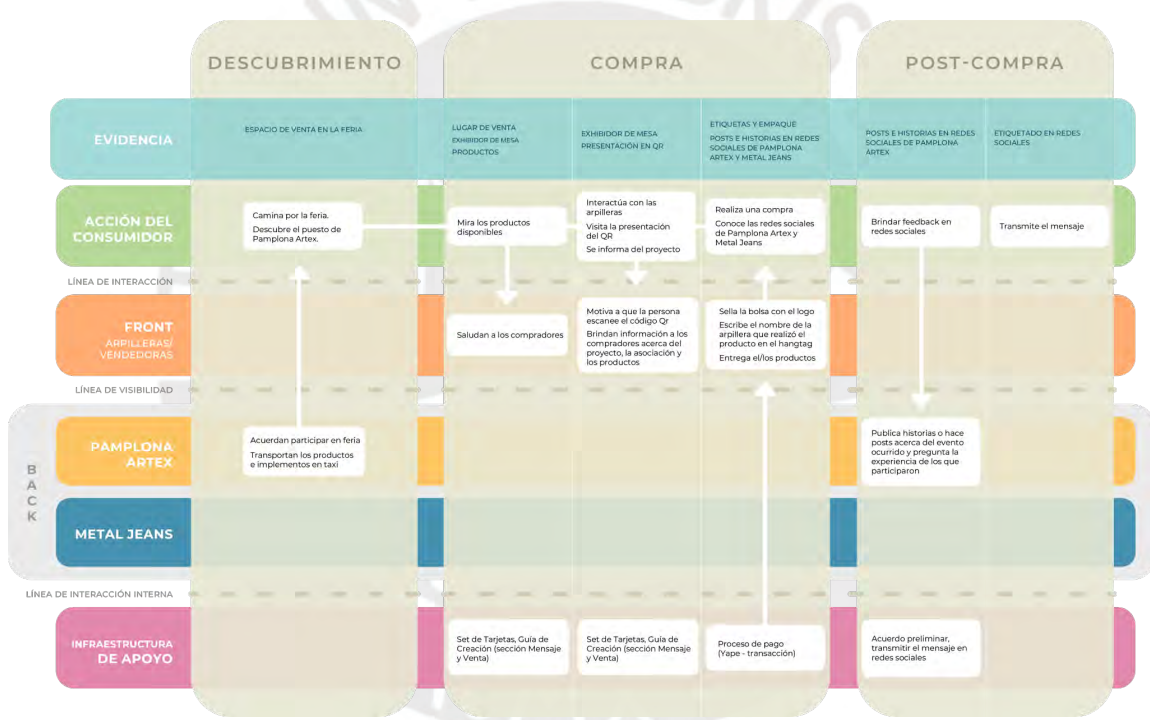 DESCUBRIMIENTO
COMPRA
POST-COMPRA
EVIDENCIA
ESPACIO DE VENTA EN LA FERIA
LUGAR DE VENTA
EXHIBIDOR DE MESA
PRODUCTOS
EXHIBIDOR DE MESA
PRESENTACIÓN EN QR
ETIQUETAS Y EMPAQUE
POSTS E HISTORIAS EN REDES
SOCIALES DE PAMPLONA
ARTEX Y METAL JEANS
POSTS E HISTORIAS EN REDES
SOCIALES DE PAMPLONA
ARTEX
ETIQUETADO EN REDES
SOCIALES
ACCIÓN DEL
CONSUMIDOR
Camina por la feria.
Descubre el puesto de
Pamplona Artex.
Mira los productos
disponibles
Interactúa con las
arpilleras
Visita la presentación
del QR
Se informa del proyecto
Realiza una compra
Conoce las redes sociales
de Pamplona Artex y
Metal Jeans
Brindar feedback en
redes sociales
Transmite el mensaje
LÍNEA DE INTERACCIÓN
FRONT
ARPILLERAS/
VENDEDORAS
Saludan a los compradores
Motiva a que la persona
escanee el código Qr
Brindan información a los
compradores acerca del
proyecto, la asociación y
los productos
Sella la bolsa con el logo
Escribe el nombre de la
arpillera que realizó el
producto en el hangtag
Entrega el/los productos
LÍNEA DE VISIBILIDAD
BACK
PAMPLONA
ARTEX
Acuerdan participar en feria
Transportan los productos
e implementos en taxi
Publica historias o hace
posts acerca del evento
ocurrido y pregunta la
experiencia de los que
participaron
METAL JEANS
LÍNEA DE INTERACCIÓN INTERNA
INFRAESTRUCTURA
DE APOYO
Set de Tarjetas, Guía de
Creación (sección Mensaje
y Venta)
Set de Tarjetas, Guía de
Creación (sección Mensaje
y Venta)
Proceso de pago
(Yape - transacción)
Acuerdo preliminar,
transmitir el mensaje en
redes sociales